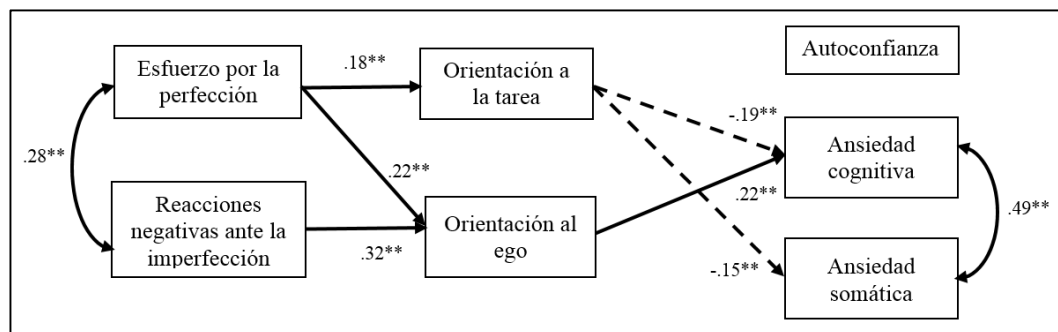 Autoconfianza
Esfuerzo por la
perfección
.18**
Orientación a
la tarea
-.19**
Ansiedad
cognitiva
.28**
.22**
.22**
.49**
Reacciones
negativas ante la
imperfección
.32**
Orientación al
ego
-.15**
Ansiedad
somática